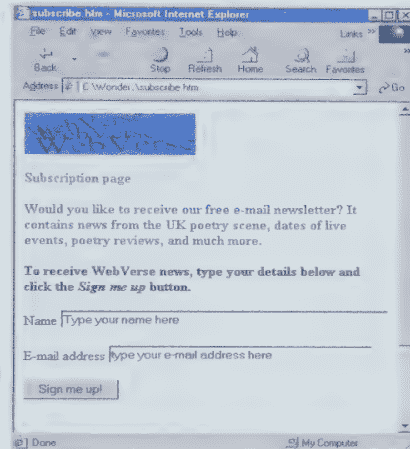 subscribe.htm - Microsoft Internet Explorer
File Edit View Favorites Tools Help Links »
Back Stop Refresh Home Search Favorites »
Address C:\Wonder...\subscribe.htm Go
WebVerse
Subscription page
Would you like to receive our free e-mail newsletter? It
contains news from the UK poetry scene, dates of live
events, poetry reviews, and much more.
To receive WebVerse news, type your details below and
click the Sign me up button.
Name Type your name here
E-mail address type your e-mail address here
Sign me up!
Done My Computer